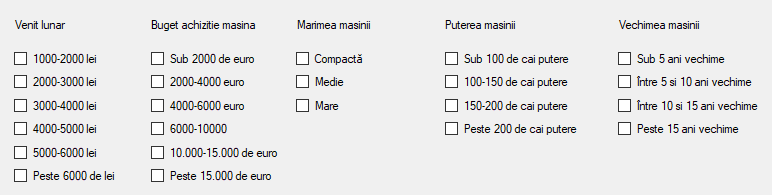 Venit lunar
1000-2000 lei
2000-3000 lei
3000-4000 lei
4000-5000 lei
5000-6000 lei
Peste 6000 de lei
Buget achizitie masina
Sub 2000 de euro
2000-4000 euro
4000-6000 euro
6000-10000
10.000-15.000 de euro
Peste 15.000 de euro
Marimea masinii
Compactă
Medie
Mare
Puterea masinii
Sub 100 de cai putere
100-150 de cai putere
150-200 de cai putere
Peste 200 de cai putere
Vechimea masinii
Sub 5 ani vechime
Între 5 si 10 ani vechime
Între 10 si 15 ani vechime
Peste 15 ani vechime